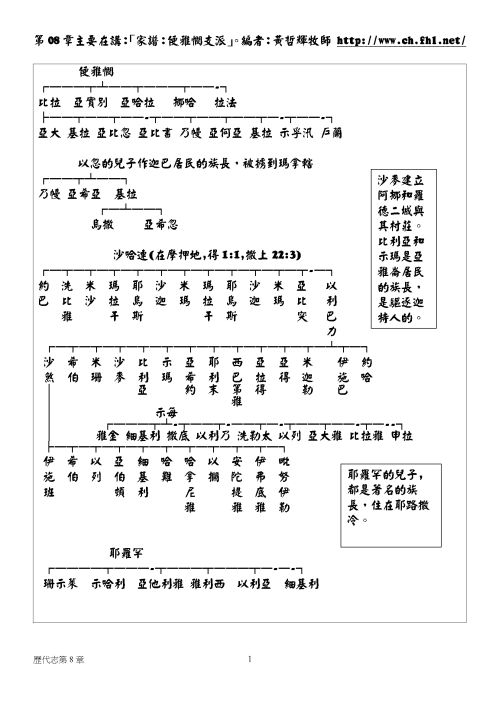 第 08 章主要在講:「家譜:便雅憫支派」。編者:黃哲輝牧師 http://www.ch.fhl.net/
便雅憫
比拉 亞實別 亞哈拉 挪哈 拉法
亞大 基拉 亞比忽 亞比書 乃幔 亞何亞 基拉 示孚汛 戶蘭
以忽的兒子作迦巴居民的族長,被擄到瑪拿轄
乃幔 亞希亞 基拉
烏撒 亞希忽
沙哈連(在摩押地,得 1:1,撒上 22:3)
約巴 洗比雅 米沙 瑪拉干 耶烏斯 沙迦 米瑪 瑪拉干 耶烏斯 沙迦 米瑪 亞比突 以利巴力
沙煞 希伯 米珊 沙麥 比利亞 示瑪 亞希約 耶利末 西巴第雅 亞拉得 亞得 米迦勒 伊施巴 約哈
示每
雅金 細基利 撒底 以利乃 洗勒太 以列 亞大雅 比拉雅 申拉
伊施班 希伯 以列 亞伯頓 細基利 哈難 哈拿尼雅 以攔 安陀提雅 伊弗底雅 毗努伊勒
耶羅罕
珊示萊 示哈利 亞他利雅 雅利西 以利亞 細基利
沙麥建立
阿挪和羅
德二城與
其村莊。
比利亞和
示瑪是亞
雅崙居民
的族長,
是驅逐迦
特人的。
耶羅罕的兒子,
都是著名的族
長,住在耶路撒
冷。
歷代志第 8 章
1